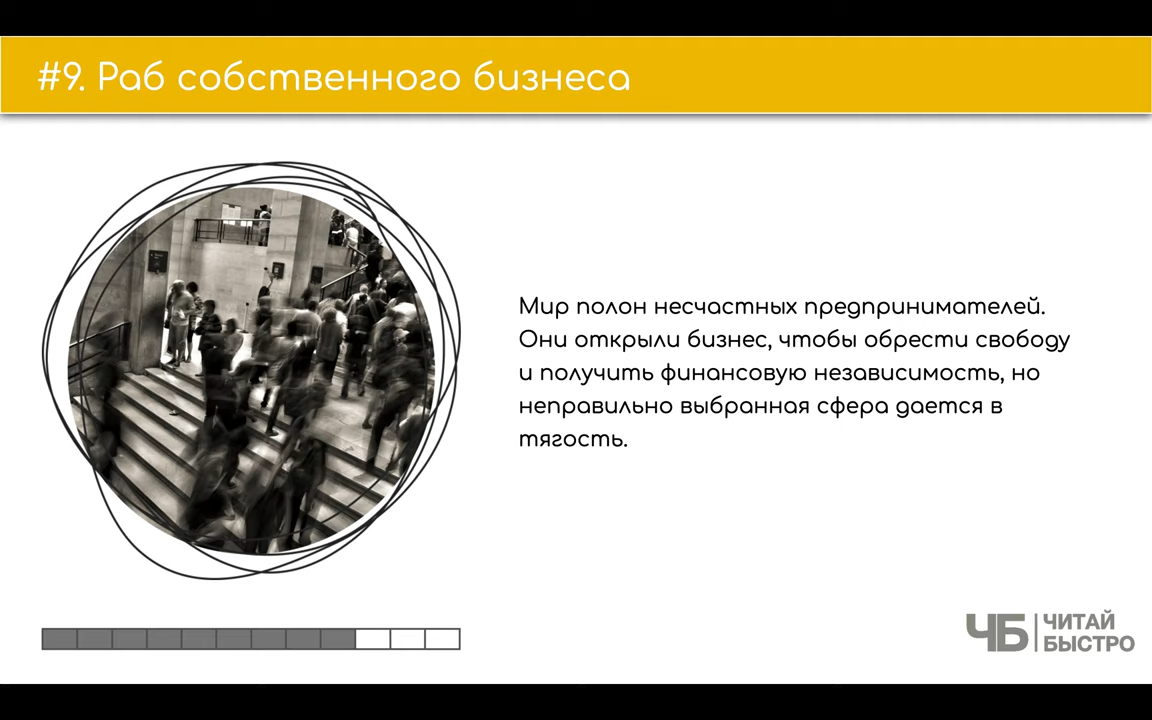 #9. Раб собственного бизнеса
Мир полон несчастных предпринимателей.
Они открыли бизнес, чтобы обрести свободу
и получить финансовую независимость, но
неправильно выбранная сфера дается в
тягость.
ЧБ
ЧИТАЙ
БЫСТРО